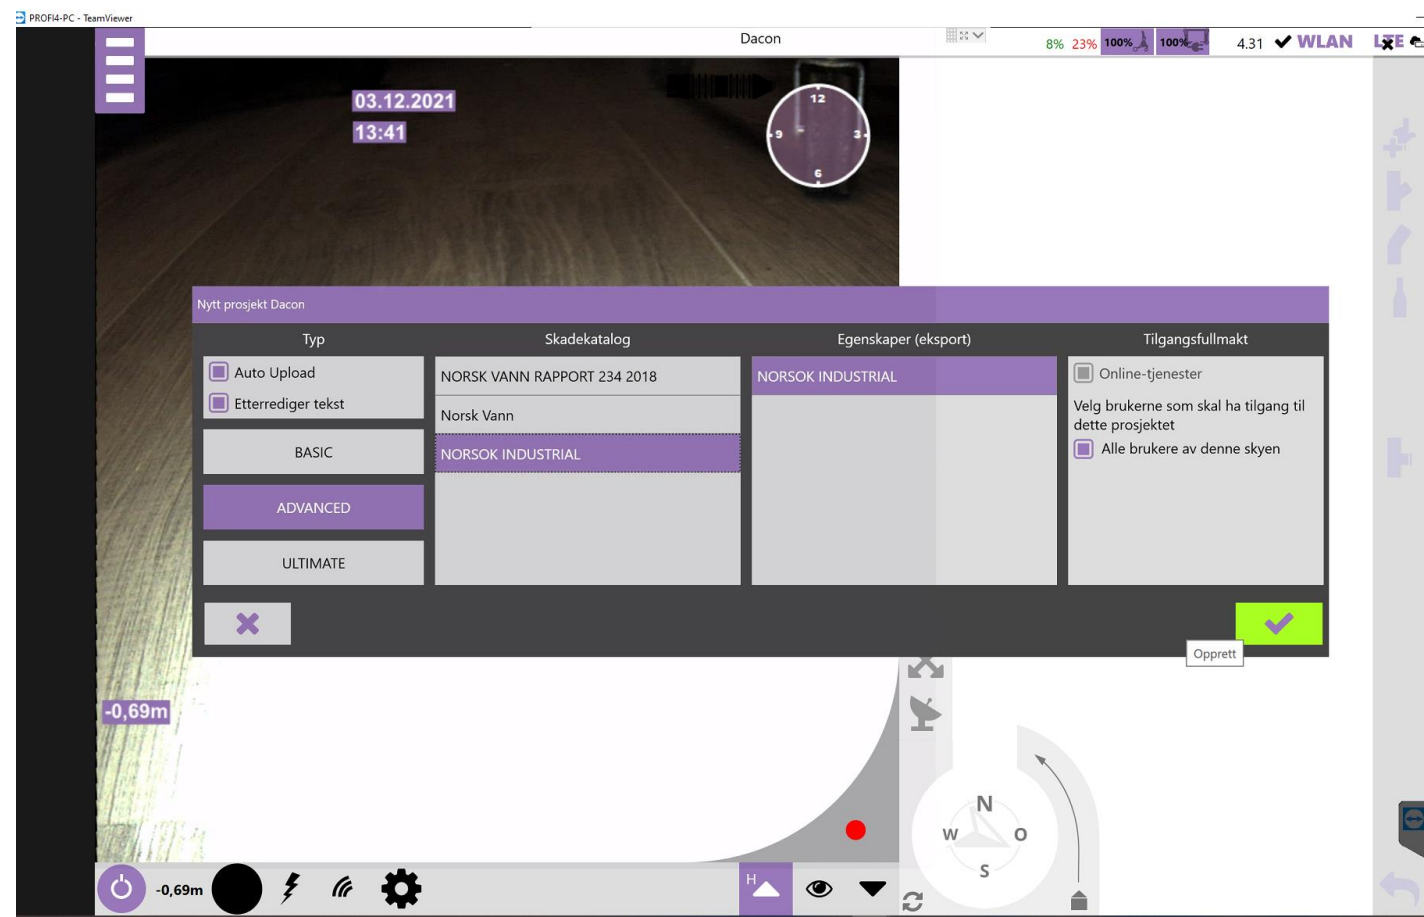 PROFI4-PC - TeamViewer
Dacon
8% 23% 100% 100% 4.31 WLAN LTE
03.12.2021
13:41
12
9 3
6
Nytt prosjekt Dacon
Typ
Skadekatalog
Egenskaper (eksport)
Tilgangsfullmakt
Auto Upload
Etterrediger tekst
BASIC
ADVANCED
ULTIMATE
NORSK VANN RAPPORT 234 2018
Norsk Vann
NORSOK INDUSTRIAL
NORSOK INDUSTRIAL
Online-tjenester
Velg brukerne som skal ha tilgang til
dette prosjektet
Alle brukere av denne skyen
Opprett
-0,69m
N
W O
S
-0,69m
H